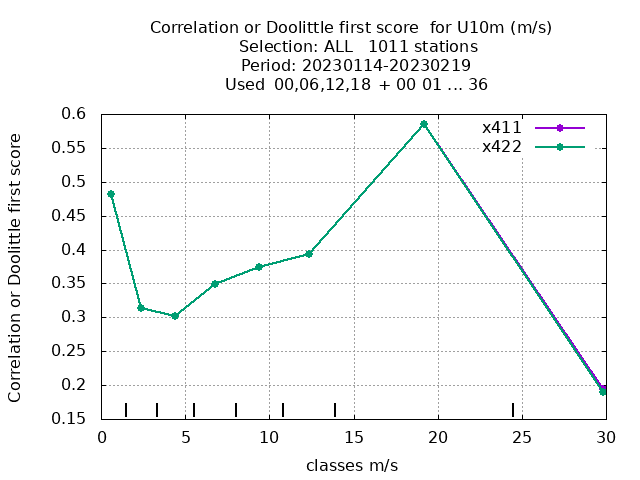 Correlation or Doolittle first score  for U10m (m/s)
Selection: ALL   1011 stations
Period: 20230114-20230219
Used  00,06,12,18  + 00 01 ... 36
x411
x422
Correlation or Doolittle first score
0.6
0.55
0.5
0.45
0.4
0.35
0.3
0.25
0.2
0.15
0 5 10 15 20 25 30
classes m/s